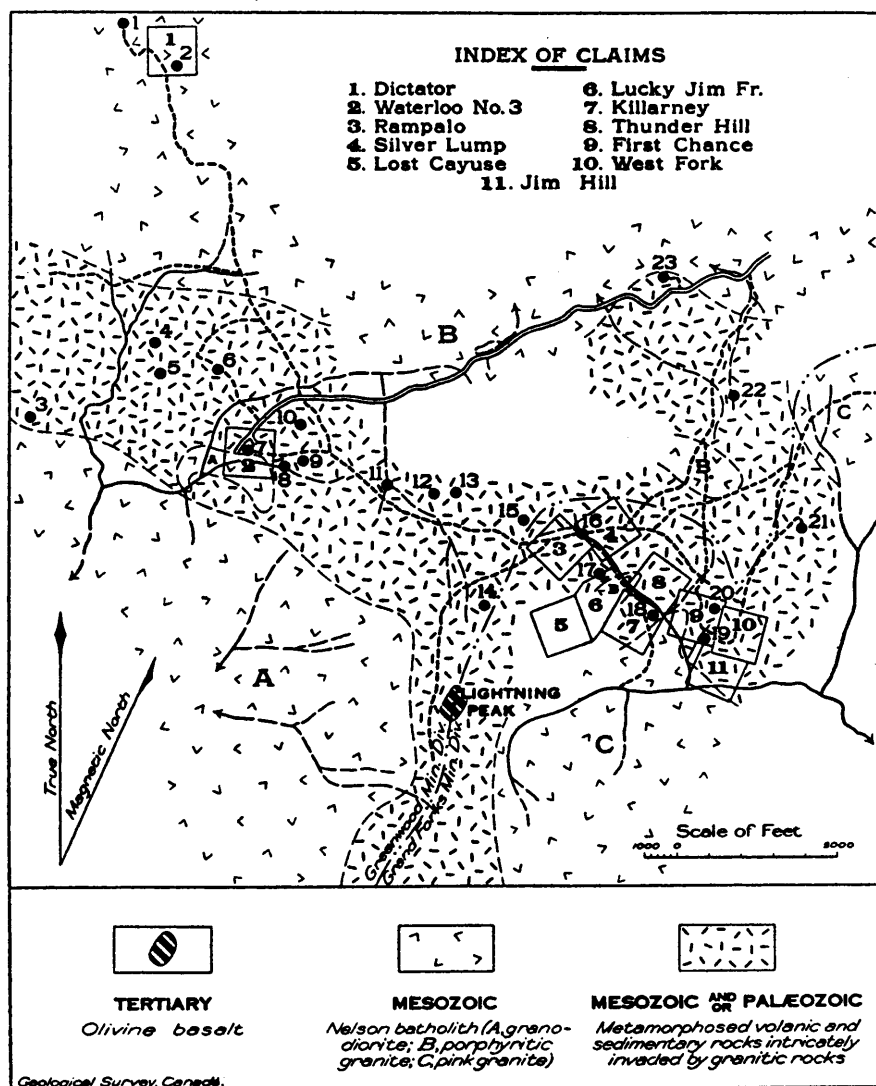 INDEX OF CLAIMS
1. Dictator
2. Waterloo No. 3
3. Rampalo
4. Silver Lump
5. Lost Cayuse
6. Lucky Jim Fr.
7. Killarney
8. Thunder Hill
9. First Chance
10. West Fork
11. Jim Hill
1
1
2
23
B
4
5
6
3
22
C
10
7
A
2
9
8
B
11
12
13
15
16
3
4
21
14
17
8
5
6
18
7
9
20
19
10
11
A
LIGHTNING
PEAK
C
True North
Magnetic North
Greenwood Min. Div.
Grand Forks Min. Div.
Scale of Feet
1000 0 2000
TERTIARY
Olivine basalt
MESOZOIC
Nelson batholith (A, grano-
diorite; B, porphyritic
granite; C, pink granite)
MESOZOIC AND OR PALÆOZOIC
Metamorphosed volanic and
sedimentary rocks intricately
invaded by granitic rocks
Geological Survey, Canada.